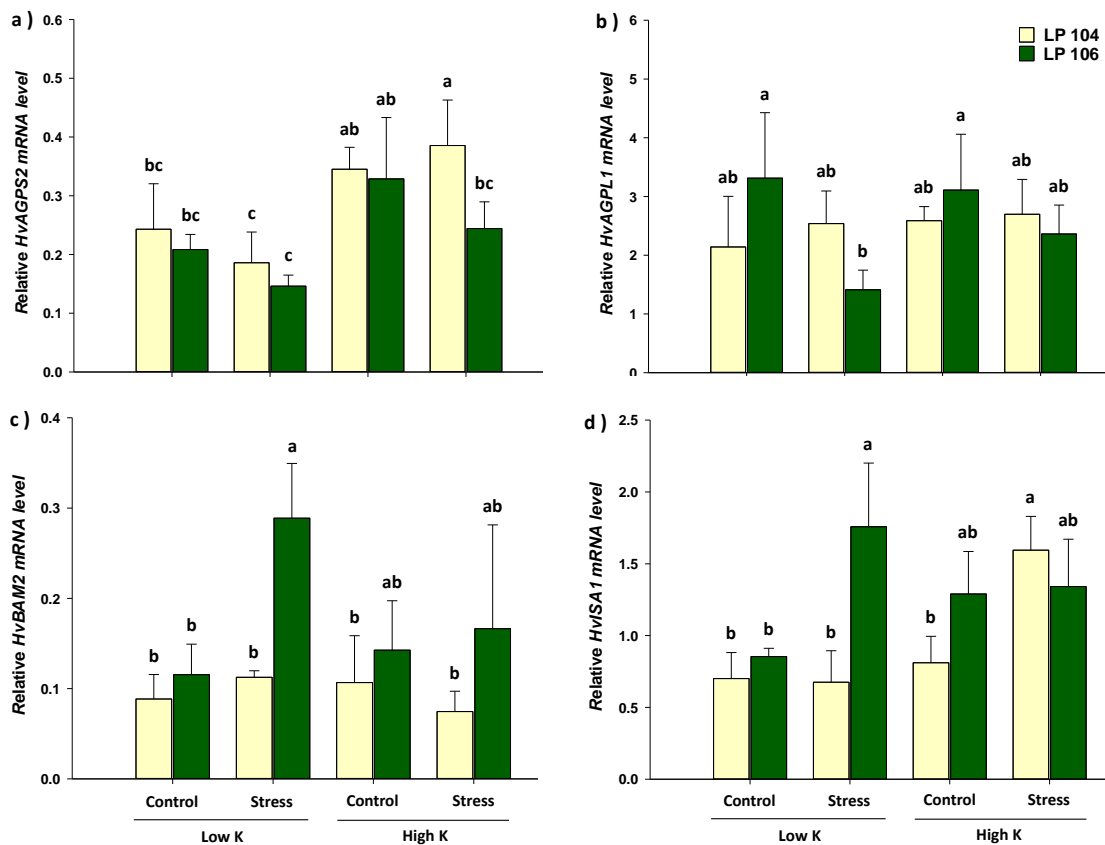 a )
Relative HvAGPS2 mRNA level
0.6
0.5
0.4
0.3
0.2
0.1
0.0
bc
bc
c
c
ab
ab
a
bc
b )
LP 104
LP 106
Relative HvAGPL1 mRNA level
6
5
4
3
2
1
0
ab
a
ab
b
ab
a
ab
ab
c )
Relative HvBAM2 mRNA level
0.4
0.3
0.2
0.1
0.0
b
b
b
a
b
ab
b
ab
Control
Stress
Control
Stress
Low K
High K
d )
Relative HvISA1 mRNA level
2.5
2.0
1.5
1.0
0.5
0.0
b
b
b
a
b
ab
a
ab
Control
Stress
Control
Stress
Low K
High K